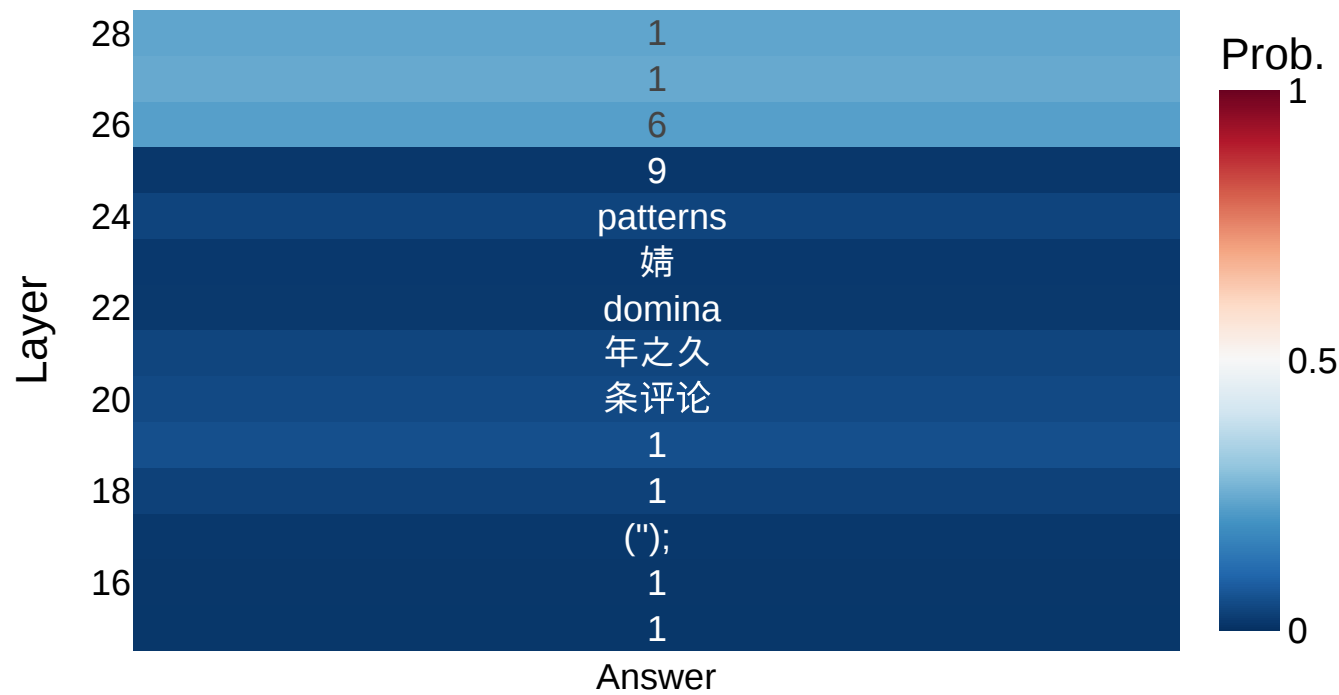 Prob.
1
0.5
0
Layer
28 1
1
26 6
9
24 patterns
婧
22 domina
年之久
20 条评论
1
18 1
('');
16 1
1
Answer